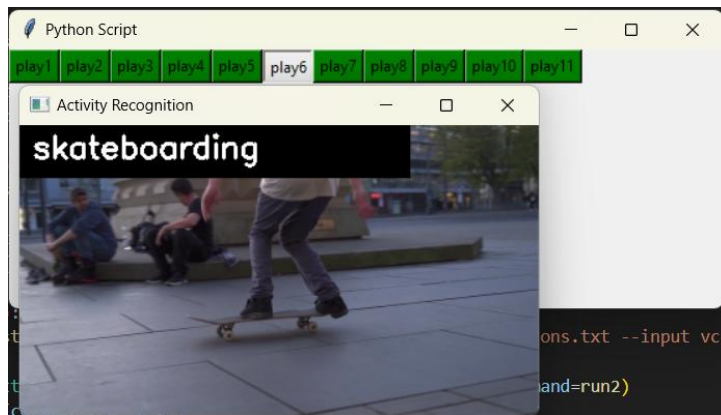 Python Script
play1 play2 play3 play4 play5 play6 play7 play8 play9 play10 play11
Activity Recognition
skateboarding
ons.txt --input vc
and=run2)